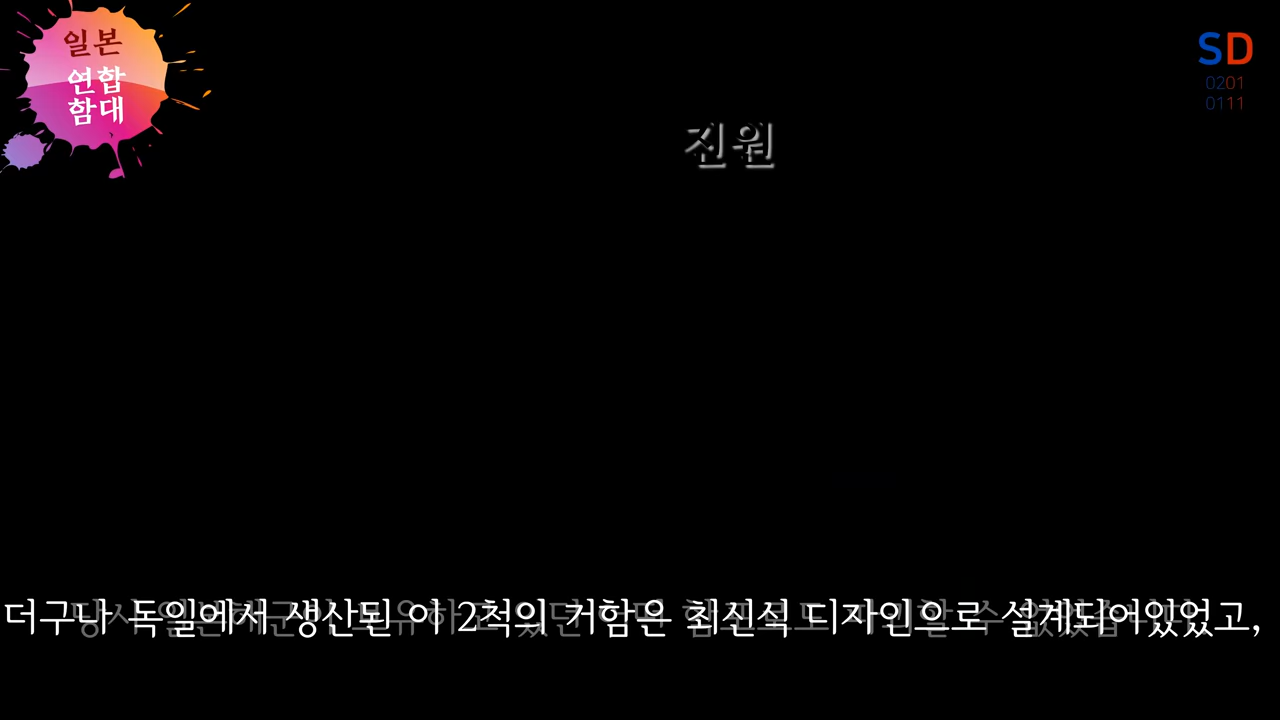 일본
연합
함대
SD
0201
0111
진원
더구나 독일에서 생산된 이 2척의 거함은 최신식 디자인으로 설계되어있었고,